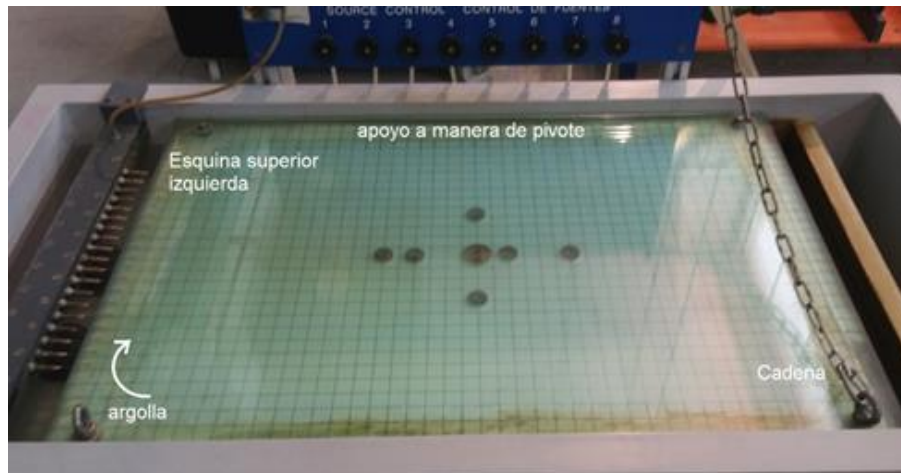 SOURCE CONTROL CONTROL DE FUENTES
1 2 3 4 5 6 7 8
apoyo a manera de pivote
Esquina superior
izquierda
Cadena
argolla